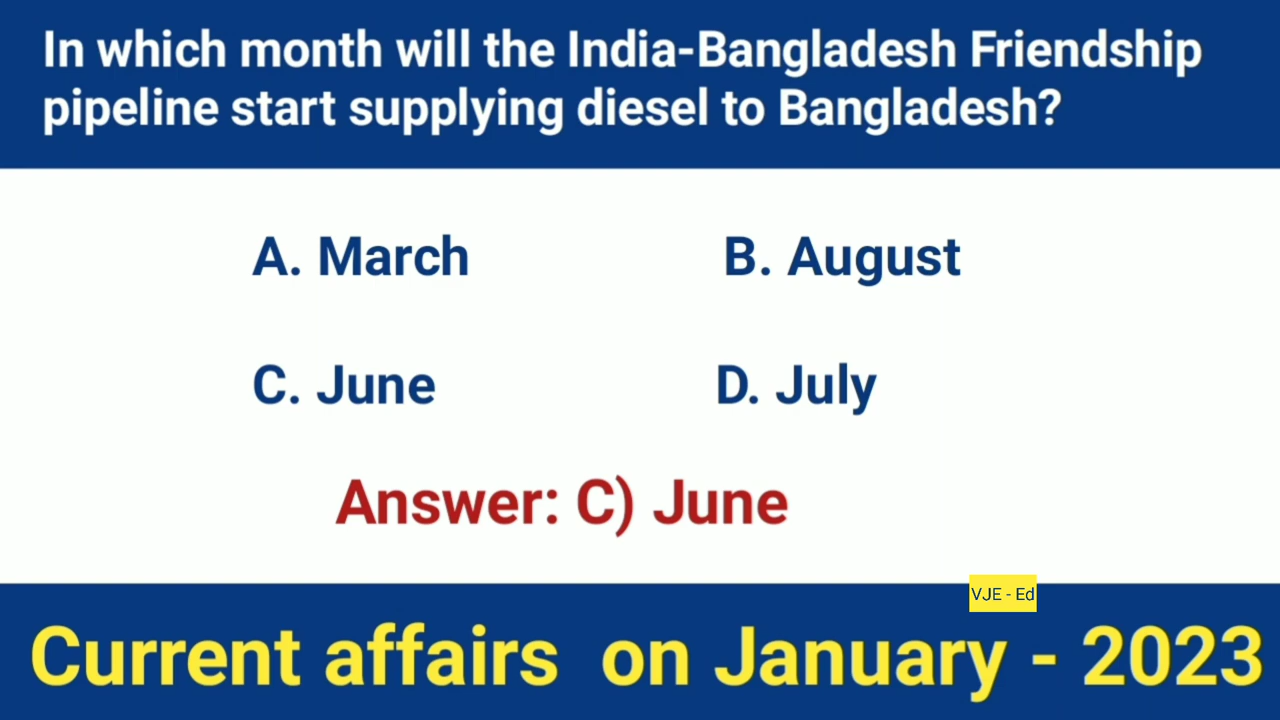 In which month will the India-Bangladesh Friendship
pipeline start supplying diesel to Bangladesh?
A. March
B. August
C. June
D. July
Answer: C) June
VJE - Ed
Current affairs on January - 2023